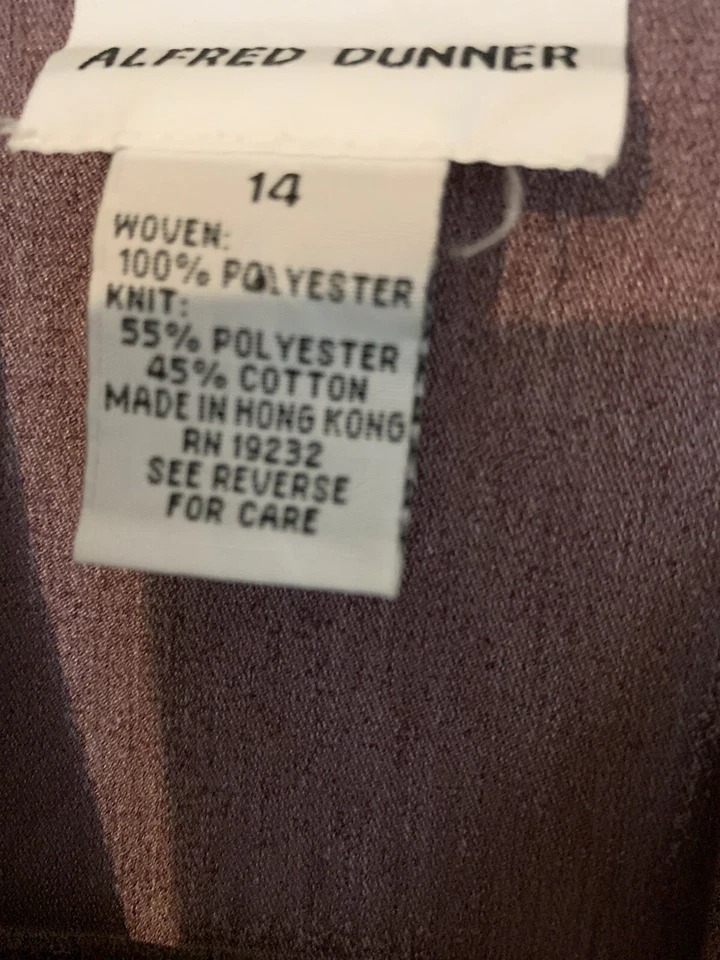 ALFRED DUNNER
14
WOVEN:
100% POLYESTER
KNIT:
55% POLYESTER
45% COTTON
MADE IN HONG KONG
RN 19232
SEE REVERSE
FOR CARE